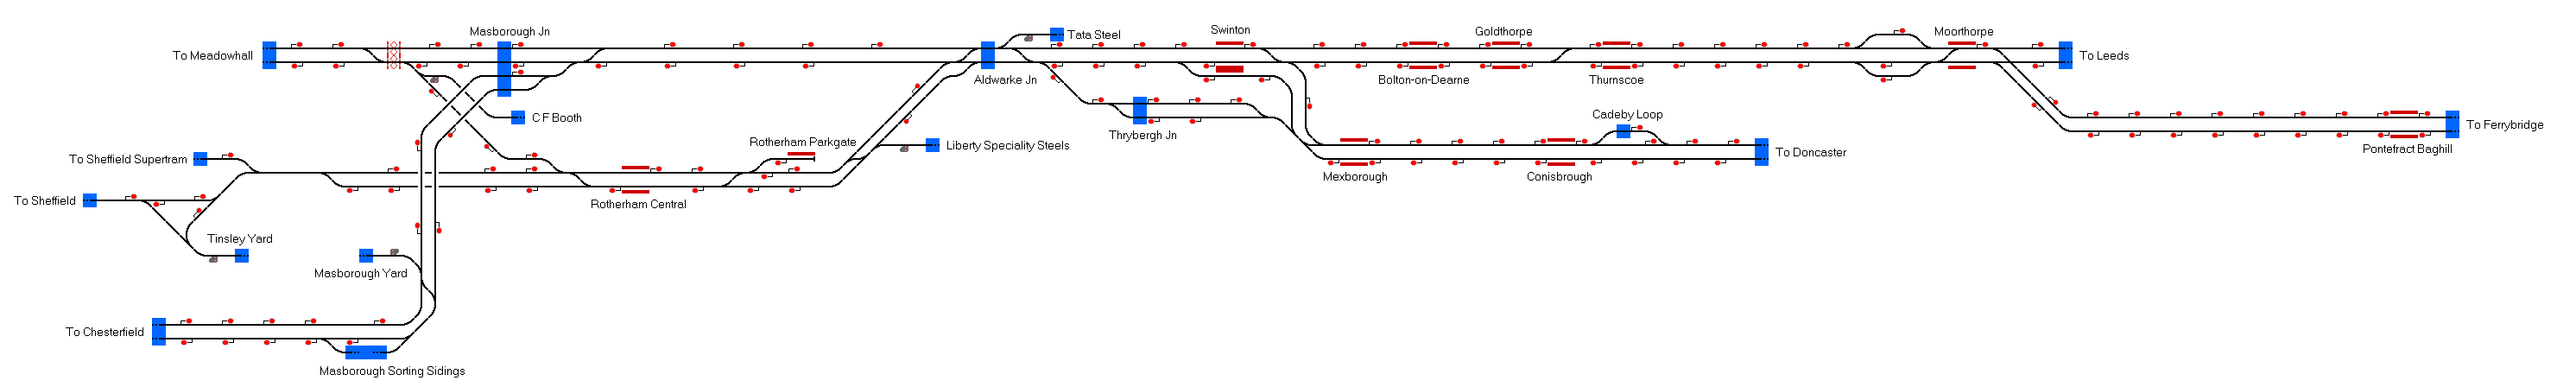 Masborough Jn
Tata Steel
Swinton
Goldthorpe
Moorthorpe
To Meadowhall
Aldwarke Jn
Bolton-on-Dearne
Thurnscoe
To Leeds
C F Booth
Thrybergh Jn
Cadeby Loop
To Ferrybridge
Rotherham Parkgate
Liberty Speciality Steels
To Doncaster
Pontefract Baghill
To Sheffield Supertram
Mexborough
Conisbrough
To Sheffield
Rotherham Central
Tinsley Yard
Masborough Yard
To Chesterfield
Masborough Sorting Sidings